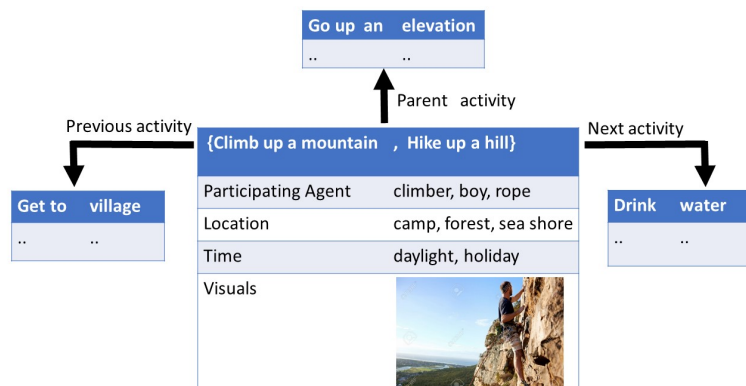 Go up an elevation
.. ..
Parent activity
Previous activity
{Climb up a mountain , Hike up a hill}
Next activity
Participating Agent climber, boy, rope
Get to village
.. ..
Location camp, forest, sea shore
Drink water
.. ..
Time daylight, holiday
Visuals